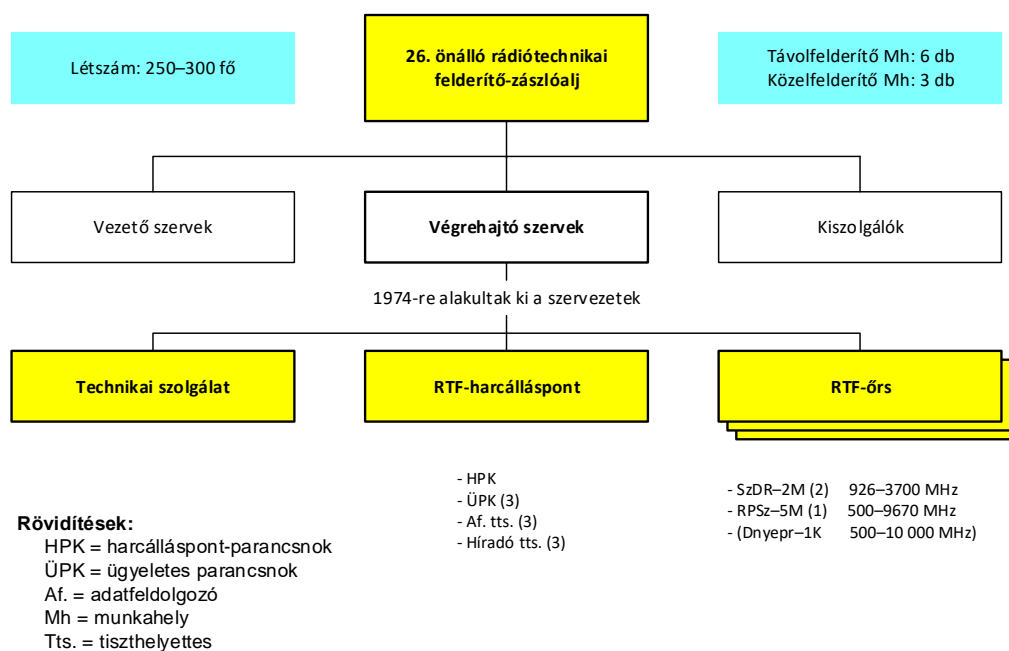 Létszám: 250–300 fő
26. önálló rádiótechnikai
felderítő-zászlóalj
Távolfelderítő Mh: 6 db
Közelfelderítő Mh: 3 db
Vezető szervek
Végrehajtó szervek
Kiszolgálók
1974-re alakultak ki a szervezetek
Technikai szolgálat
RTF-harcálláspont
RTF-őrs
- HPK
- ÜPK (3)
- Af. tts. (3)
- Híradó tts. (3)
- SzDR–2M (2) 926–3700 MHz
- RPSz–5M (1) 500–9670 MHz
- (Dnyepr–1K 500–10 000 MHz)
Rövidítések:
HPK = harcálláspont-parancsnok
ÜPK = ügyeletes parancsnok
Af. = adatfeldolgozó
Mh = munkahely
Tts. = tiszthelyettes